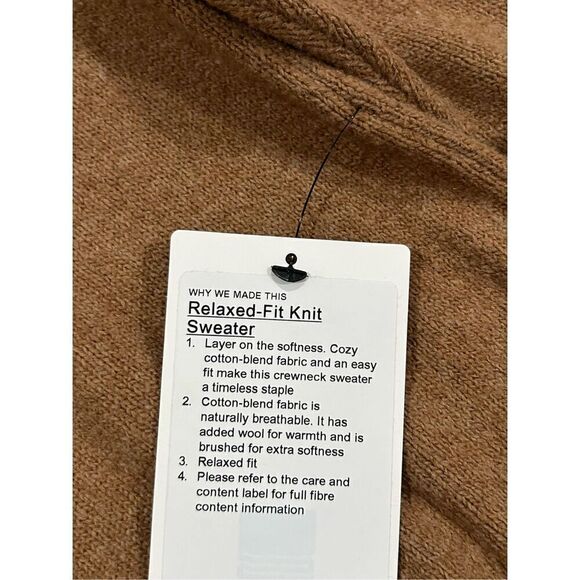 WHY WE MADE THIS
Relaxed-Fit Knit
Sweater
1. Layer on the softness. Cozy
cotton-blend fabric and an easy
fit make this crewneck sweater
a timeless staple
2. Cotton-blend fabric is
naturally breathable. It has
added wool for warmth and is
brushed for extra softness
3. Relaxed fit
4. Please refer to the care and
content label for full fibre
content information